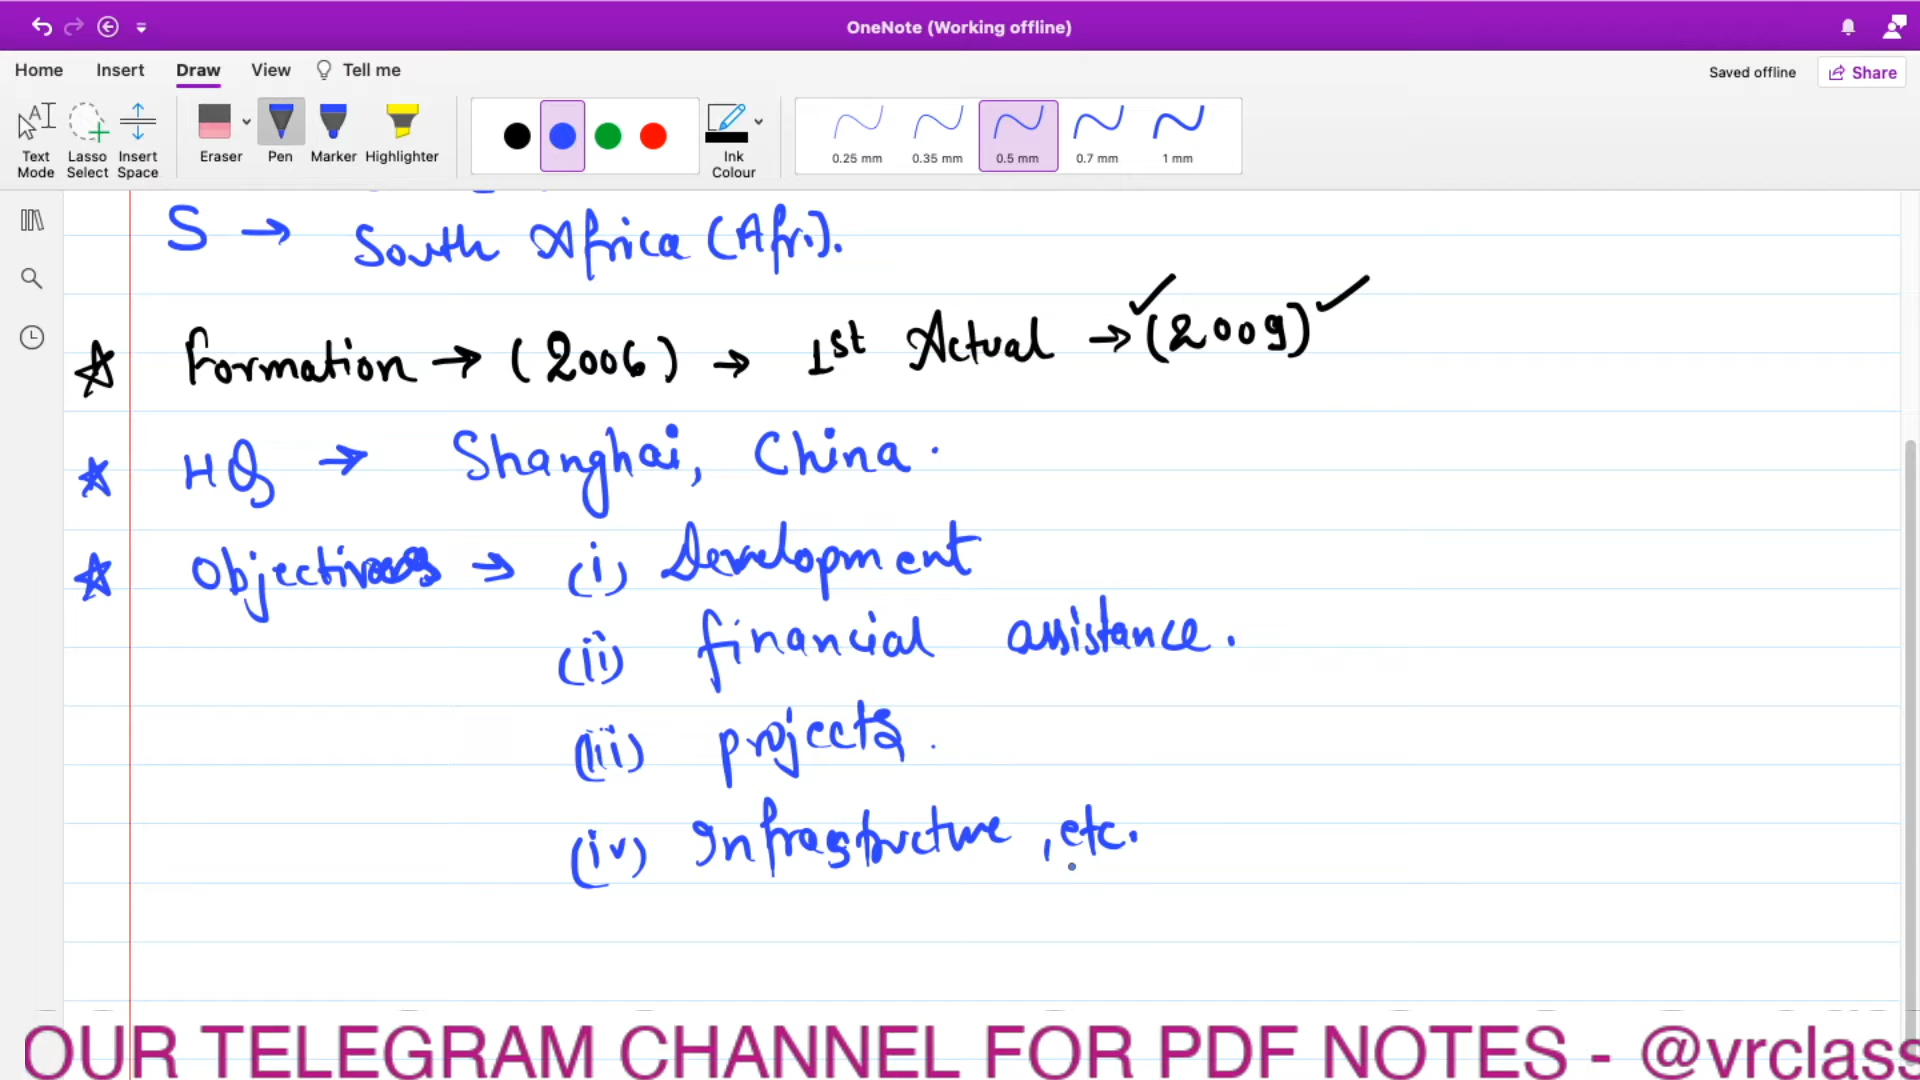 OneNote (Working offline)
Home Insert Draw View Tell me
Saved offline Share
Text Mode Lasso Select Insert Space Eraser Pen Marker Highlighter Ink Colour 0.25 mm 0.35 mm 0.5 mm 0.7 mm 1 mm
S → South Africa (Afri).
☆ Formation → (2006) → 1st Actual → (2009)
☆ HQs → Shanghai, China.
☆ Objectives → (i) Development
(ii) financial assistance.
(iii) projects.
(iv) Infrastructure, etc.
OUR TELEGRAM CHANNEL FOR PDF NOTES - @vrclass